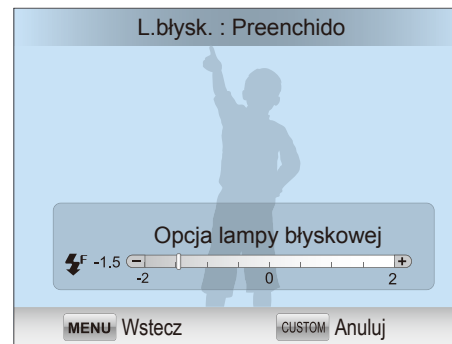 L.błysk. : Preenchido
Opcja lampy błyskowej
F -1.5 − +
-2 0 2
MENU Wstecz CUSTOM Anuluj